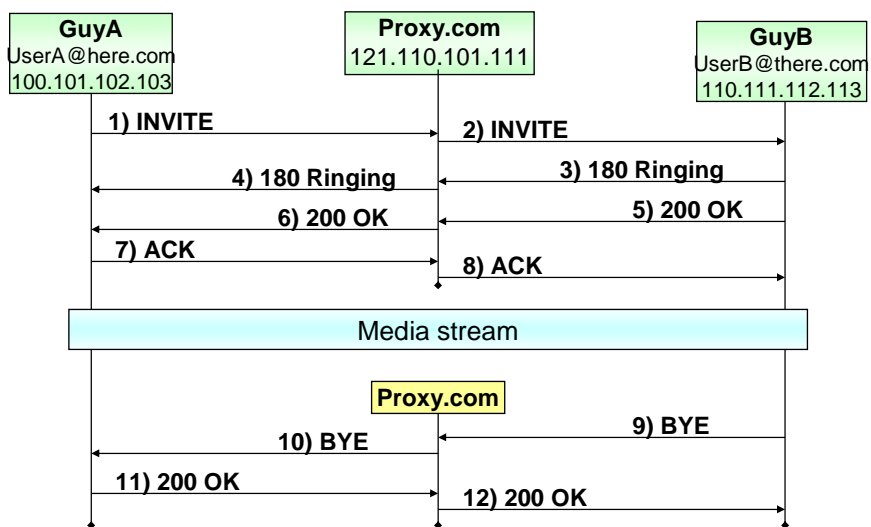 GuyA
UserA@here.com
100.101.102.103
Proxy.com
121.110.101.111
GuyB
UserB@there.com
110.111.112.113
1) INVITE
2) INVITE
3) 180 Ringing
4) 180 Ringing
5) 200 OK
6) 200 OK
7) ACK
8) ACK
Media stream
Proxy.com
9) BYE
10) BYE
11) 200 OK
12) 200 OK